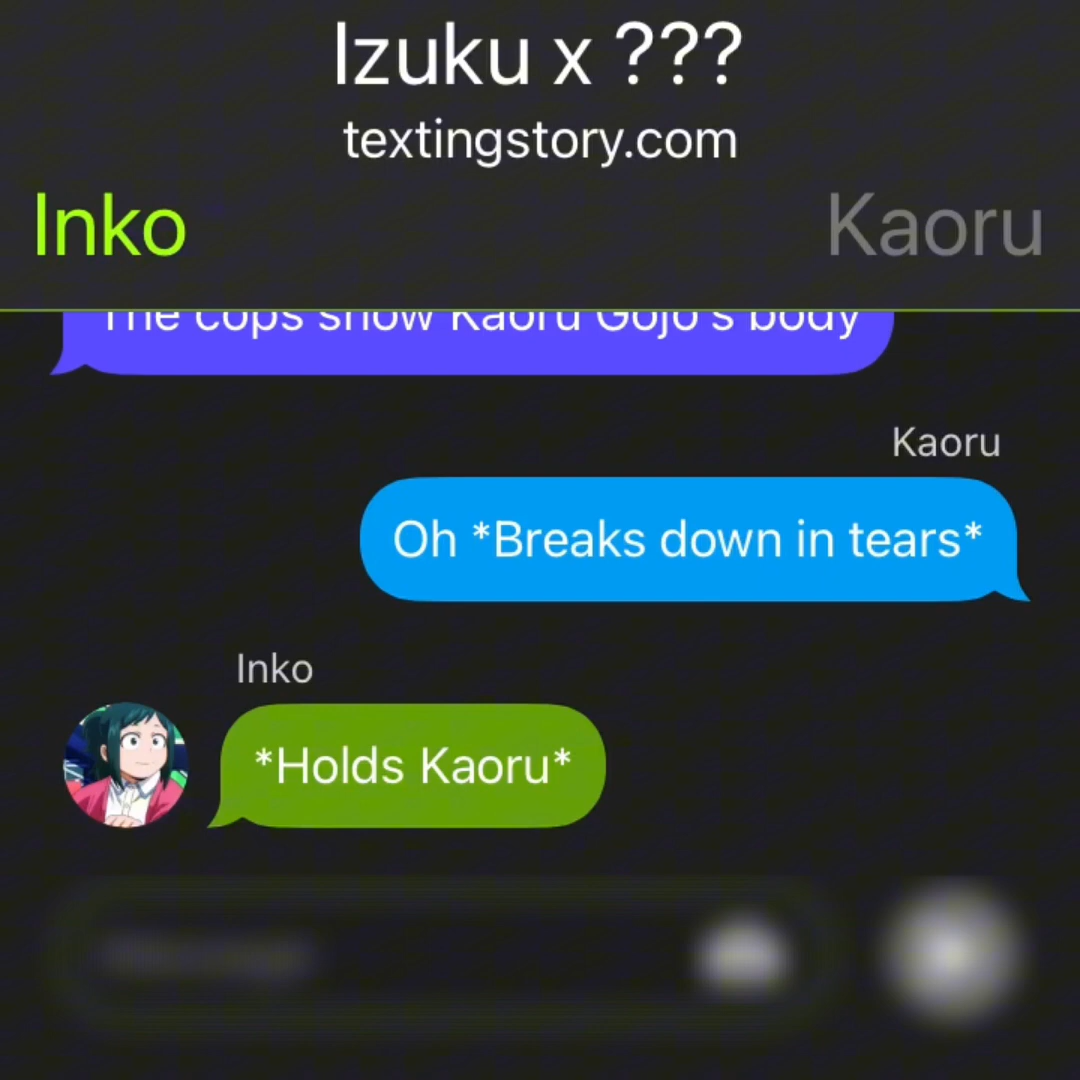 Izuku x ???
textingstory.com
Inko
Kaoru
The cops show Kaoru Gojo's body
Kaoru
Oh *Breaks down in tears*
Inko
*Holds Kaoru*